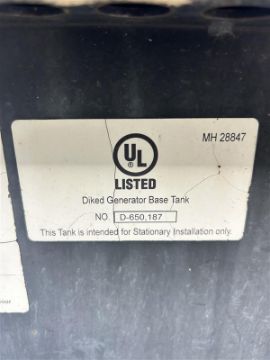 UL
MH 28847
LISTED
Diked Generator Base Tank
NO. D-650,187
This Tank is intended for Stationary Installation only.